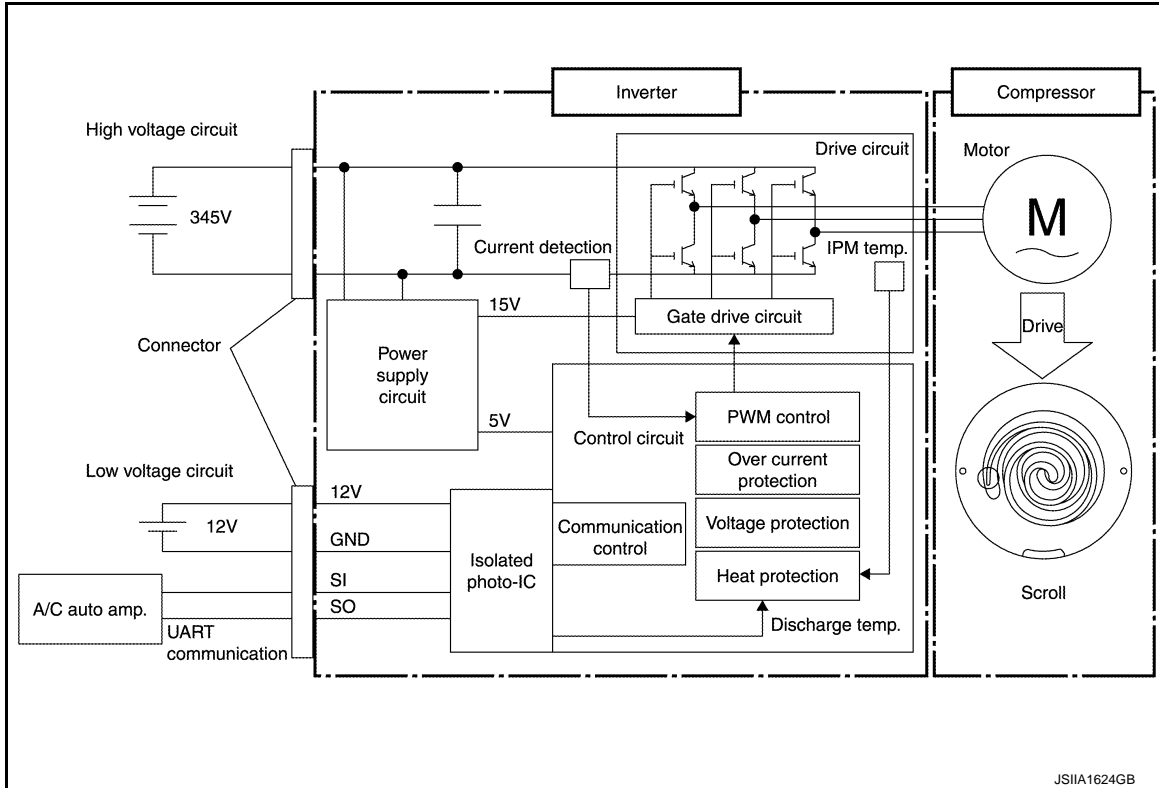 Inverter
Compressor
High voltage circuit
Drive circuit
Motor
345V
M
Current detection
IPM temp.
15V
Gate drive circuit
Drive
Connector
Power
supply
circuit
5V
Control circuit
PWM control
Over current
protection
Low voltage circuit
12V
12V
GND
Communication
control
Voltage protection
Isolated
photo-IC
SI
Heat protection
A/C auto amp.
SO
Scroll
Discharge temp.
UART
communication
JSIIA1624GB